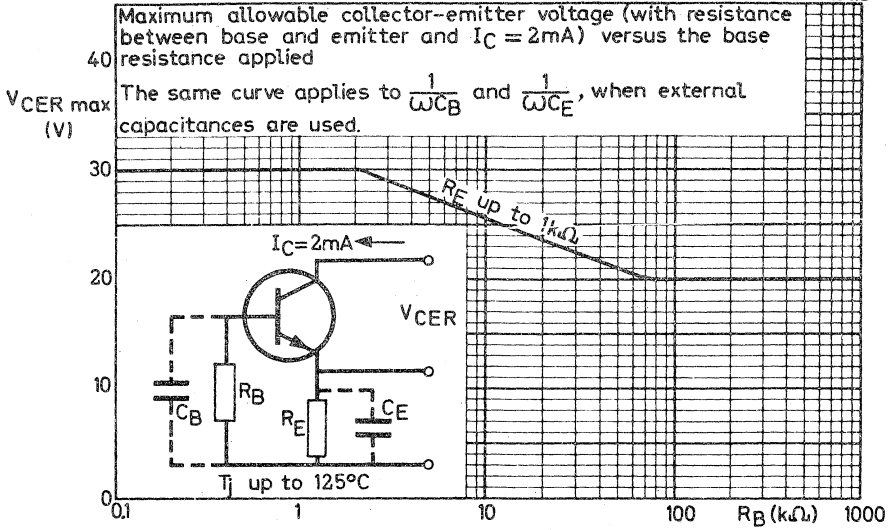 Maximum allowable collector-emitter voltage (with resistance
between base and emitter and IC = 2mA) versus the base
resistance applied
The same curve applies to 1/ωCB and 1/ωCE, when external
capacitances are used.
VCER max
(V)
40
30
20
10
0
RE up to 1kΩ
IC=2mA
VCER
RB
CB
RE
CE
Tj up to 125°C
0.1
1
10
100
RB (kΩ)
1000